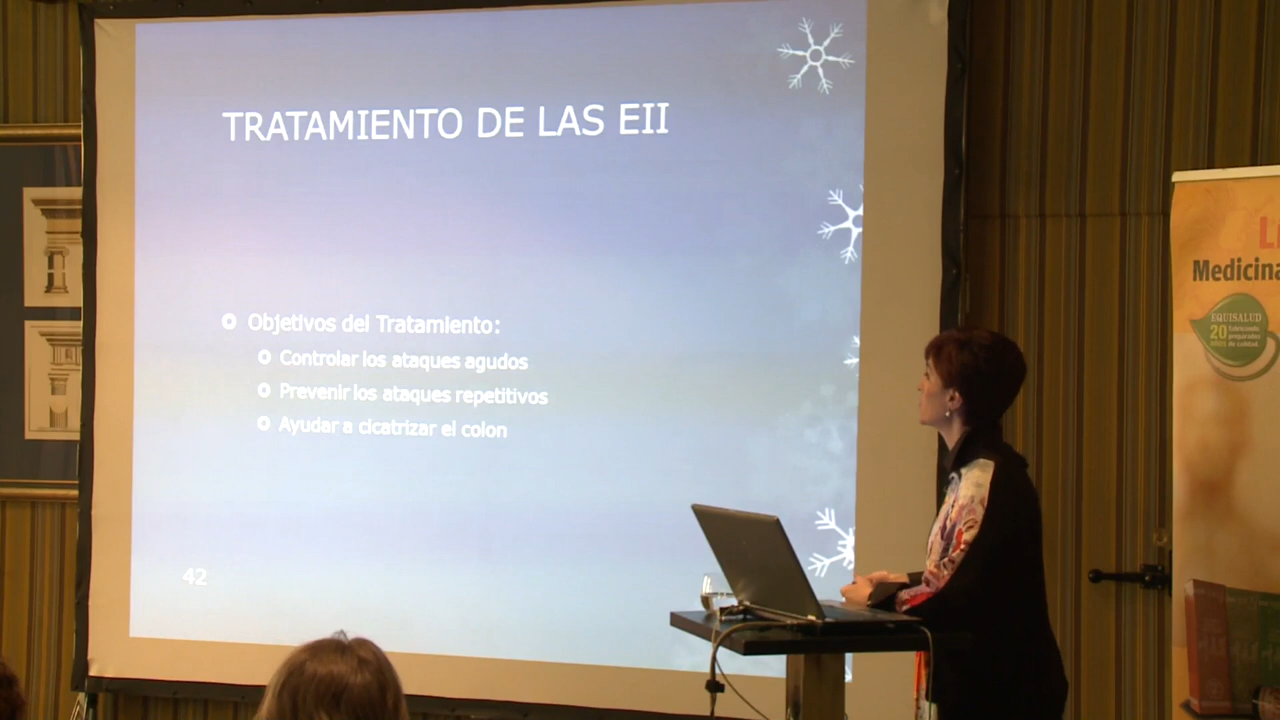 TRATAMIENTO DE LAS EII
Objetivos del Tratamiento:
Controlar los ataques agudos
Prevenir los ataques repetitivos
Ayudar a cicatrizar el colon
42
Medicina
EQUISALUD
20